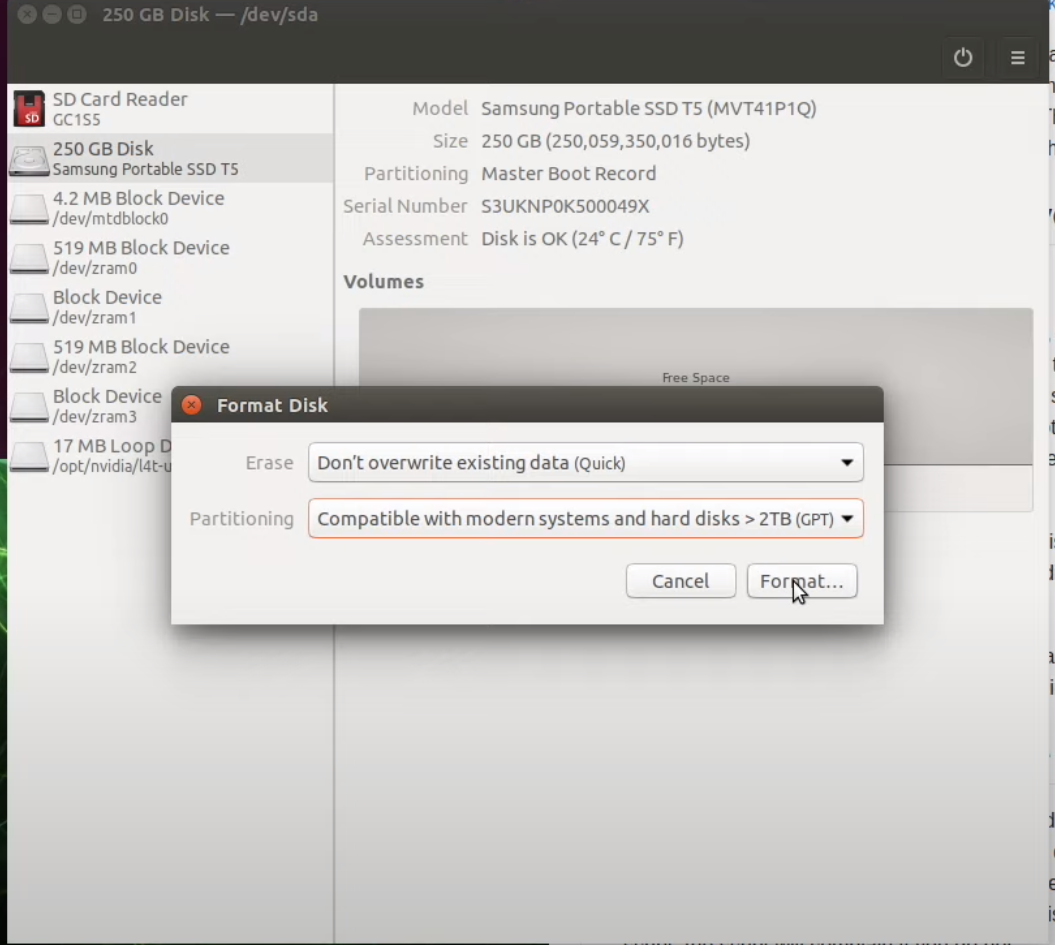 250 GB Disk — /dev/sda
SD Card Reader
GC1S5
SD
250 GB Disk
Samsung Portable SSD T5
4.2 MB Block Device
/dev/mtdblock0
519 MB Block Device
/dev/zram0
Block Device
/dev/zram1
519 MB Block Device
/dev/zram2
Block Device
/dev/zram3
17 MB Loop D
/opt/nvidia/l4t-u
Model Samsung Portable SSD T5 (MVT41P1Q)
Size 250 GB (250,059,350,016 bytes)
Partitioning Master Boot Record
Serial Number S3UKNP0K500049X
Assessment Disk is OK (24° C / 75° F)
Volumes
Free Space
Format Disk
Erase Don't overwrite existing data (Quick)
Partitioning Compatible with modern systems and hard disks > 2TB (GPT)
Cancel Format…